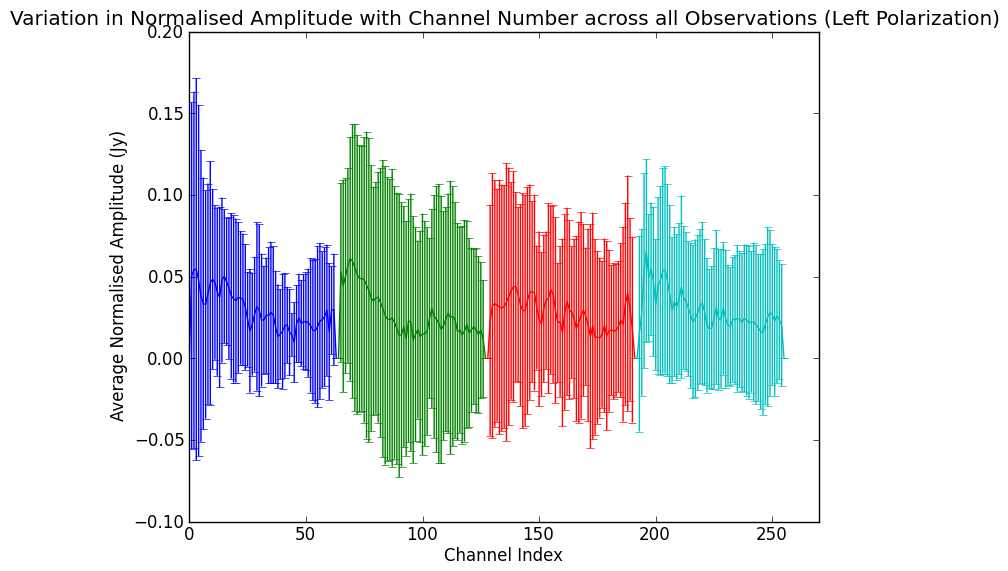 Variation in Normalised Amplitude with Channel Number across all Observations (Left Polarization)
0.20
0.15
0.10
0.05
0.00
−0.05
−0.10
Average Normalised Amplitude (Jy)
0 50 100 150 200 250
Channel Index